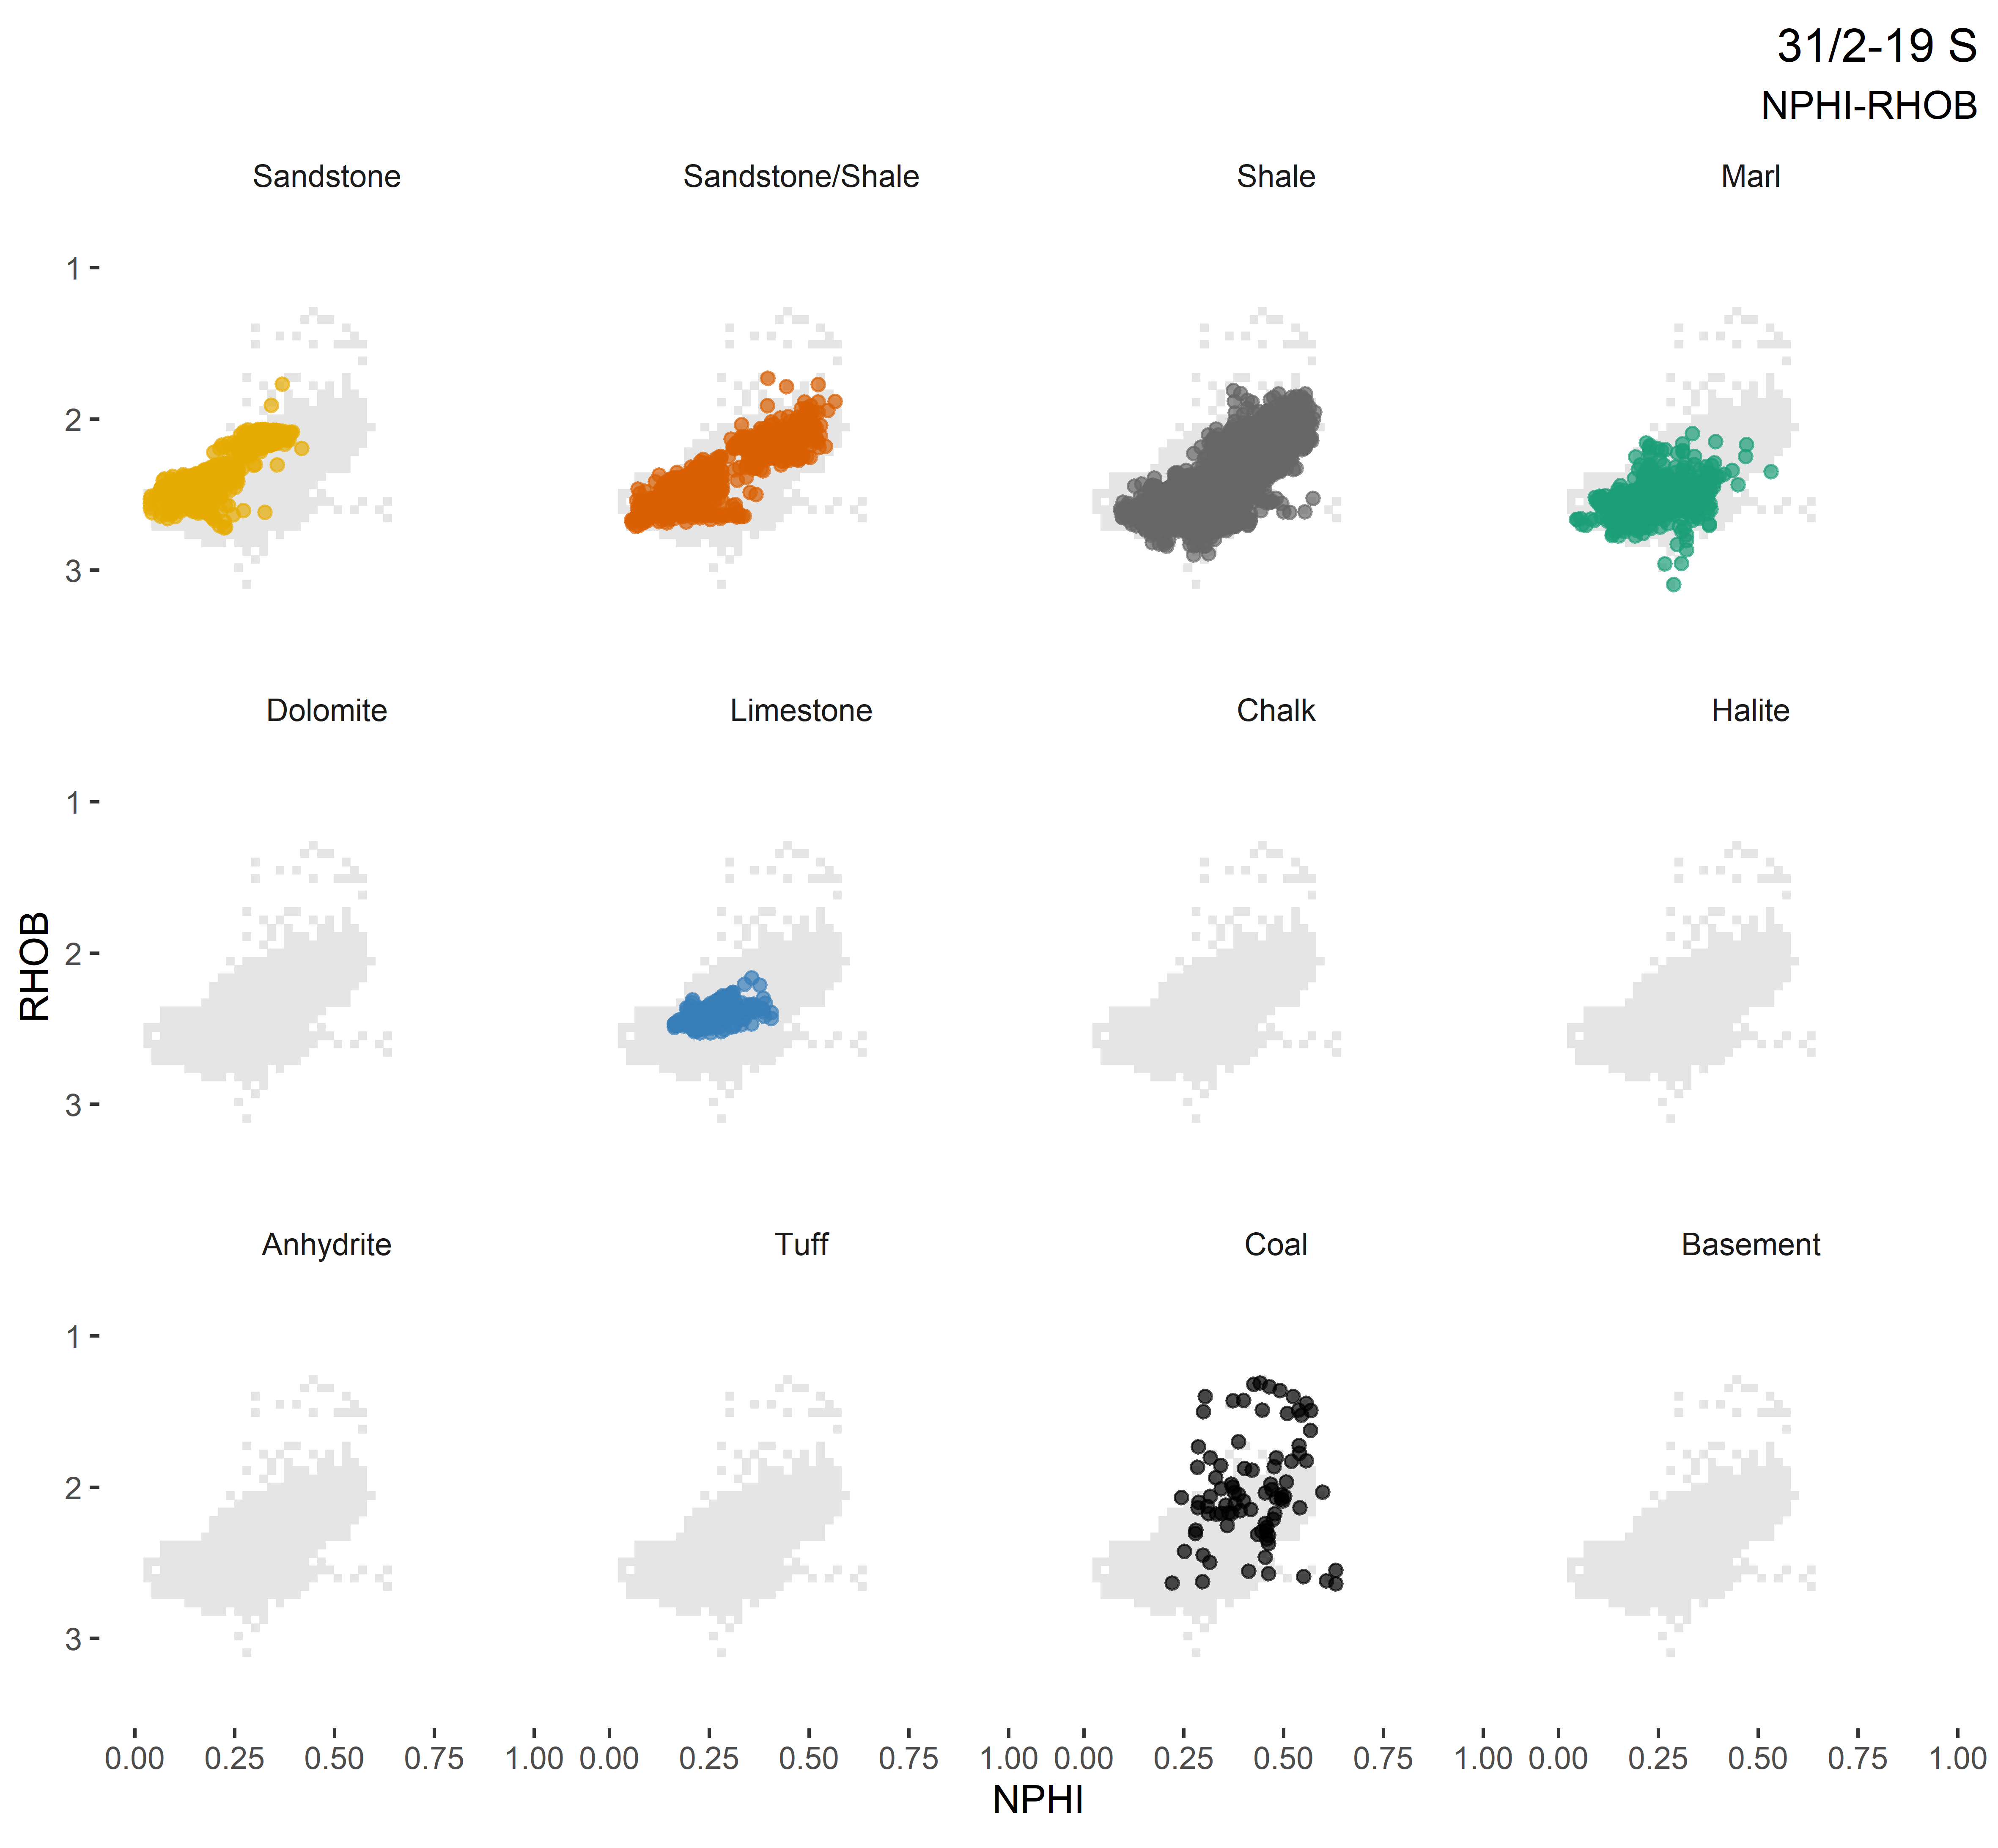 31/2-19 S
NPHI-RHOB
Sandstone Sandstone/Shale Shale Marl
1
2
3
Dolomite Limestone Chalk Halite
1
2
3
RHOB
Anhydrite Tuff Coal Basement
1
2
3
0.00 0.25 0.50 0.75 1.00 0.00 0.25 0.50 0.75 1.00 0.00 0.25 0.50 0.75 1.00 0.00 0.25 0.50 0.75 1.00
NPHI